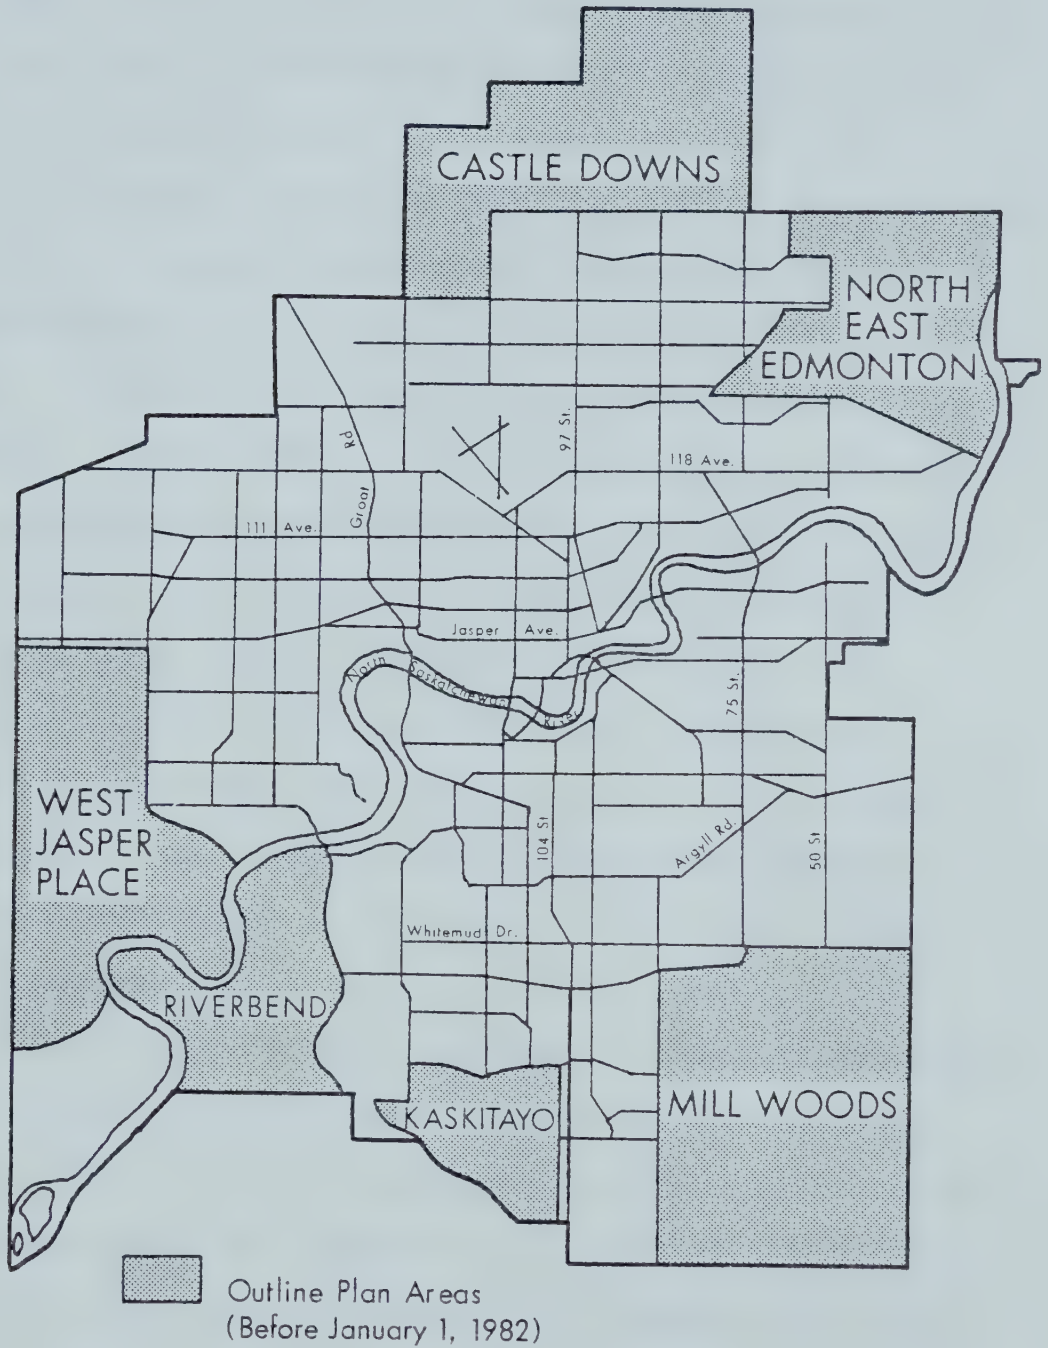 CASTLE DOWNS
NORTH
EAST
EDMONTON
97 St.
118 Ave.
Groat Rd
111 Ave.
Jasper Ave.
North Saskatchewan River
75 St.
WEST
JASPER
PLACE
104 St
Argyll Rd.
50 St
Whitemud Dr.
RIVERBEND
KASKITAYO
MILL WOODS
Outline Plan Areas
(Before January 1, 1982)